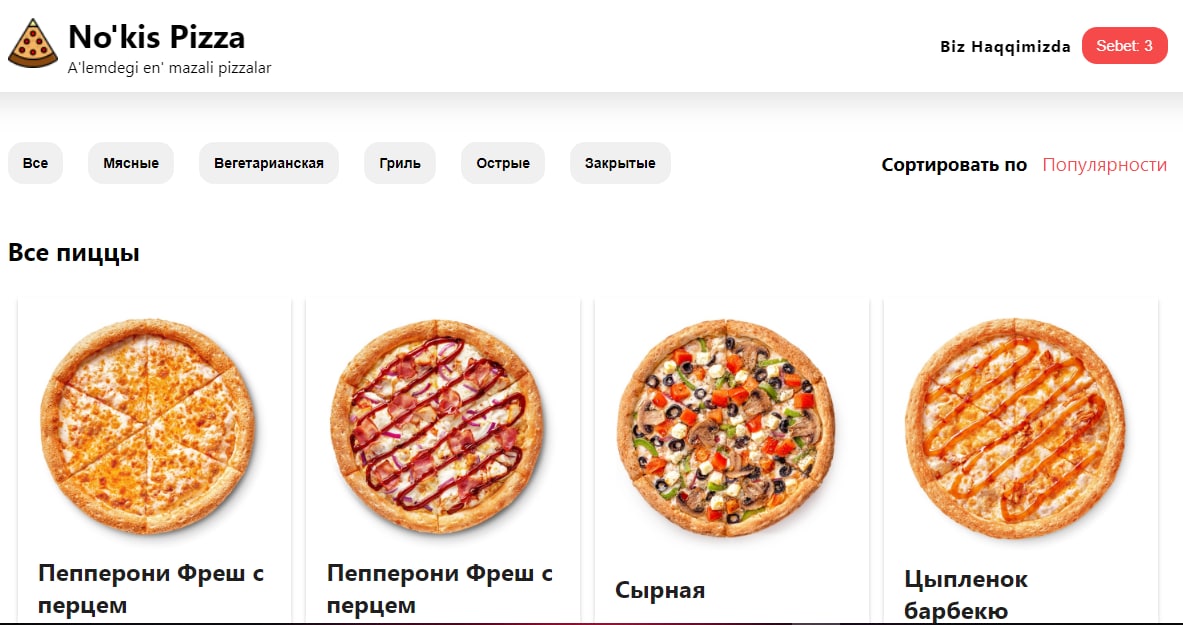 No'kis Pizza
A'lemdegi en' mazali pizzalar
Biz Haqqimizda
Sebet: 3
Все
Мясные
Вегетарианская
Гриль
Острые
Закрытые
Сортировать по Популярности
Все пиццы
Пепперони Фреш с
перцем
Пепперони Фреш с
перцем
Сырная
Цыпленок
барбекю